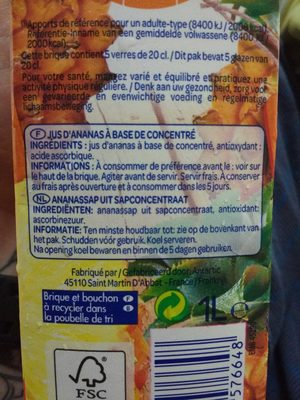 Apports de référence pour un adulte-type (8400 kJ / 2000 kcal).
Referentie-inname van een gemiddelde volwassene (8400 kJ /
2000 kcal)
Cette brique contient 5 verres de 20 cl. / Dit pak bevat 5 glazen van
20 cl.
Pour votre santé, mangez varié et équilibré et pratiquez une
activité physique régulière. / Denk aan uw gezondheid, zorg voor
een gevarieerde en evenwichtige voeding en regelmatige
lichaamsbeweging.
F JUS D'ANANAS À BASE DE CONCENTRÉ
INGRÉDIENTS : jus d'ananas à base de concentré, antioxydant :
acide ascorbique.
INFORMATIONS : À consommer de préférence avant le : voir sur
le haut de la brique. Agiter avant de servir. Servir frais. A conserver
au frais après ouverture et à consommer dans les 5 jours.
NL ANANASSAP UIT SAPCONCENTRAAT
INGREDIËNTEN: ananassap uit sapconcentraat, antioxidant:
ascorbinezuur.
INFORMATIE: Ten minste houdbaar tot: zie op de bovenkant van
het pak. Schudden vóór gebruik. Koel serveren.
Na opening koel bewaren en binnen de 5 dagen gebruiken.
Fabriqué par / Gefabriceerd door: Antartic
45110 Saint Martin D'Abbat - France / Frankrijk
Brique et bouchon
à recycler dans
la poubelle de tri
1L e
FSC
576648